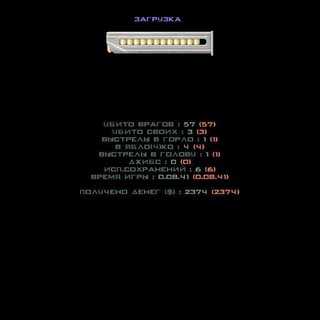 ЗАГРУЗКА
УБИТО ВРАГОВ : 57 (57)
УБИТО СВОИХ : 3 (3)
ВЫСТРЕЛЫ В ГОРЛО : 1 (1)
В ЯБЛО(Ч)КО : 4 (4)
ВЫСТРЕЛЫ В ГОЛОВУ : 1 (1)
ДЖИБС : 0 (0)
ИСП.СОХРАНЕНИЙ : 6 (6)
ВРЕМЯ ИГРЫ : 0.08.41 (0.08.41)
ПОЛУЧЕНО ДЕНЕГ ($) : 2374 (2374)